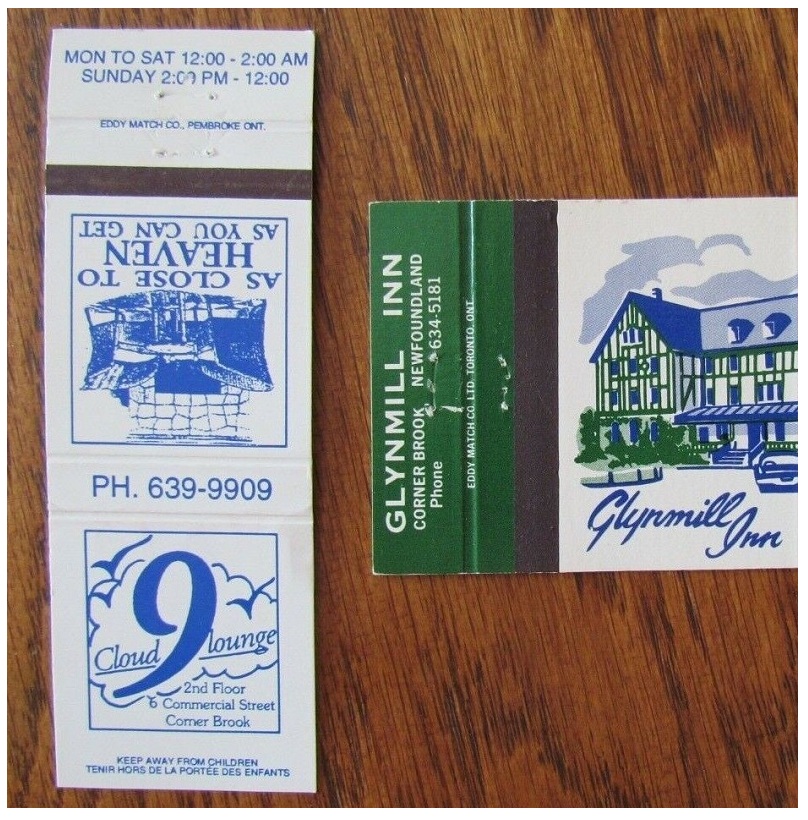 MON TO SAT 12:00 - 2:00 AM
SUNDAY 2:00 PM - 12:00
EDDY MATCH CO., PEMBROKE ONT.
AS CLOSE TO
HEAVEN
AS YOU CAN GET
PH. 639-9909
9
Cloud lounge
2nd Floor
6 Commercial Street
Corner Brook
KEEP AWAY FROM CHILDREN
TENIR HORS DE LA PORTÉE DES ENFANTS
GLYNMILL INN
CORNER BROOK NEWFOUNDLAND
Phone 634-5181
EDDY MATCH CO. LTD. TORONTO. ONT
Glynmill
Inn